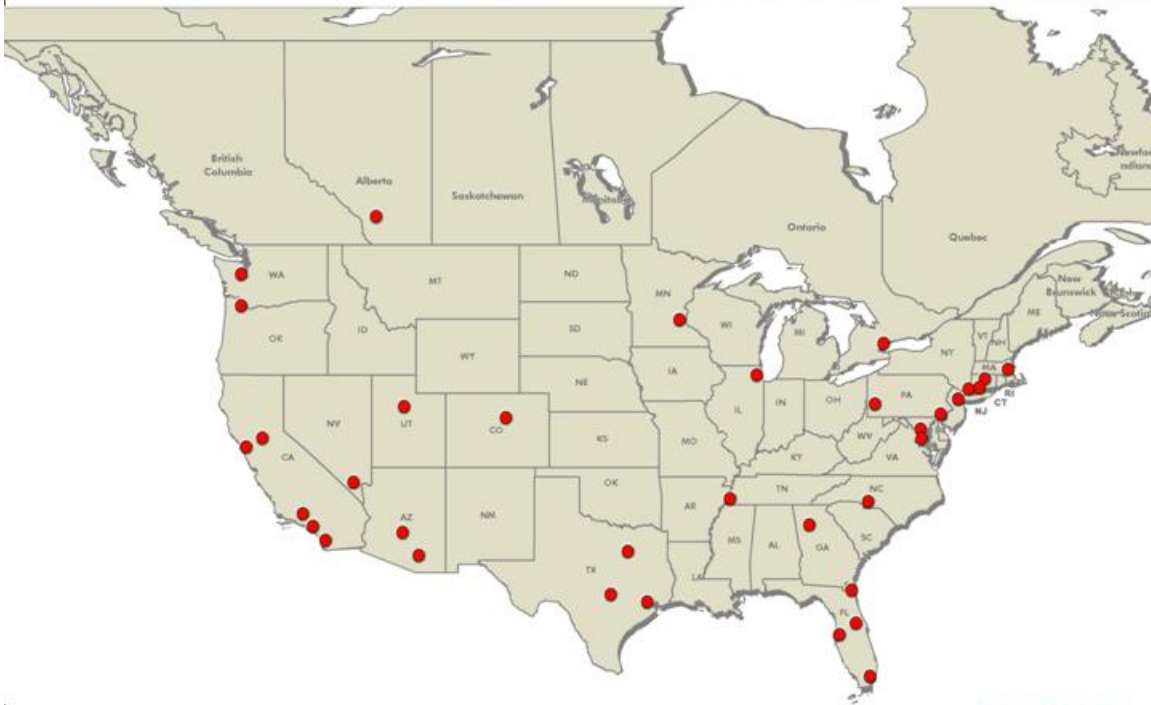 British
Columbia
Alberta
Saskatchewan
Manitoba
Ontario
Quebec
Newfou
ndland
New
Brunswick
Nova Scotia
WA
MT
ND
MN
WI
MI
VT
NH
ME
OR
ID
WY
SD
IA
NY
MA
RI
CT
NJ
PA
NE
IL
IN
OH
NV
UT
CO
KS
MO
WV
VA
KY
CA
AZ
NM
OK
AR
TN
NC
SC
MS
AL
GA
TX
LA
FL